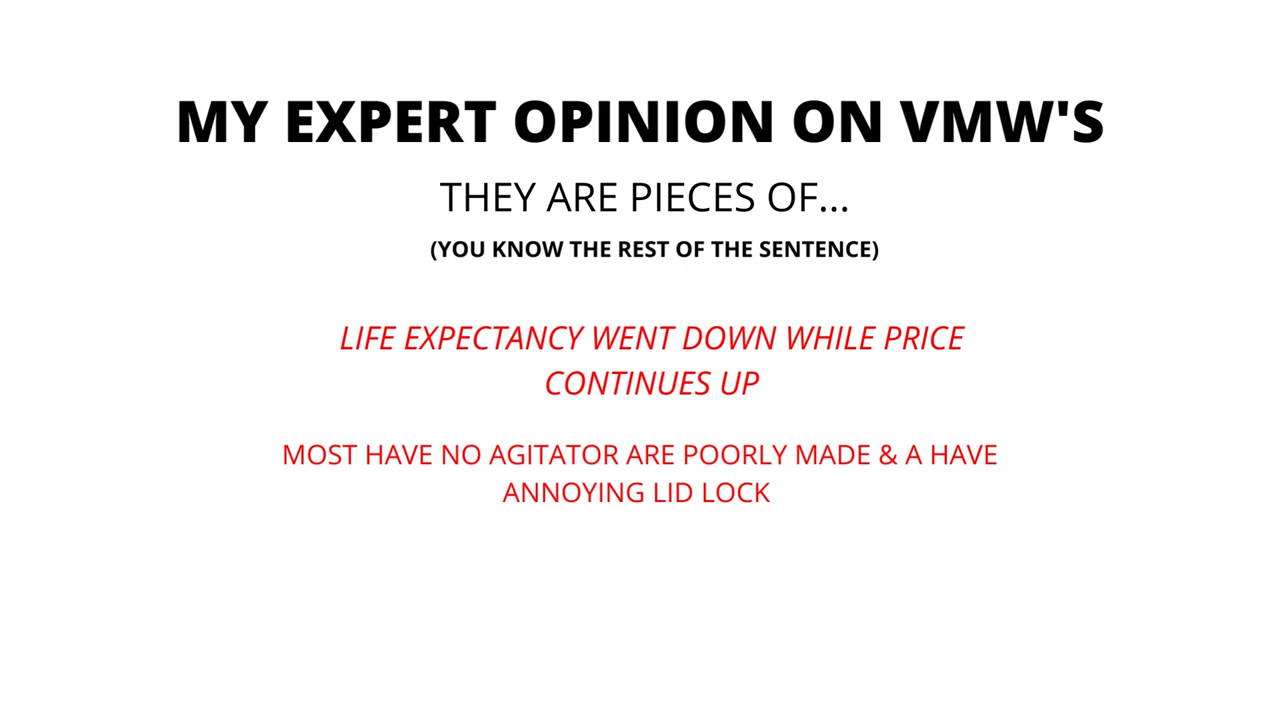 MY EXPERT OPINION ON VMW'S
THEY ARE PIECES OF...
(YOU KNOW THE REST OF THE SENTENCE)
LIFE EXPECTANCY WENT DOWN WHILE PRICE
CONTINUES UP
MOST HAVE NO AGITATOR ARE POORLY MADE & A HAVE
ANNOYING LID LOCK